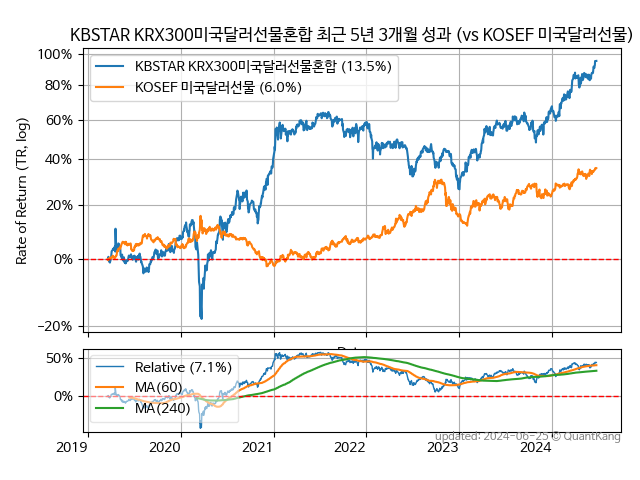 KBSTAR KRX300미국달러선물혼합 최근 5년 3개월 성과 (vs KOSEF 미국달러선물)
Rate of Return (TR, log)
100%
80%
60%
40%
20%
0%
−20%
KBSTAR KRX300미국달러선물혼합 (13.5%)
KOSEF 미국달러선물 (6.0%)
50%
0%
Relative (7.1%)
MA(60)
MA(240)
2019 2020 2021 2022 2023 2024
updated: 2024-06-25 © QuantKang